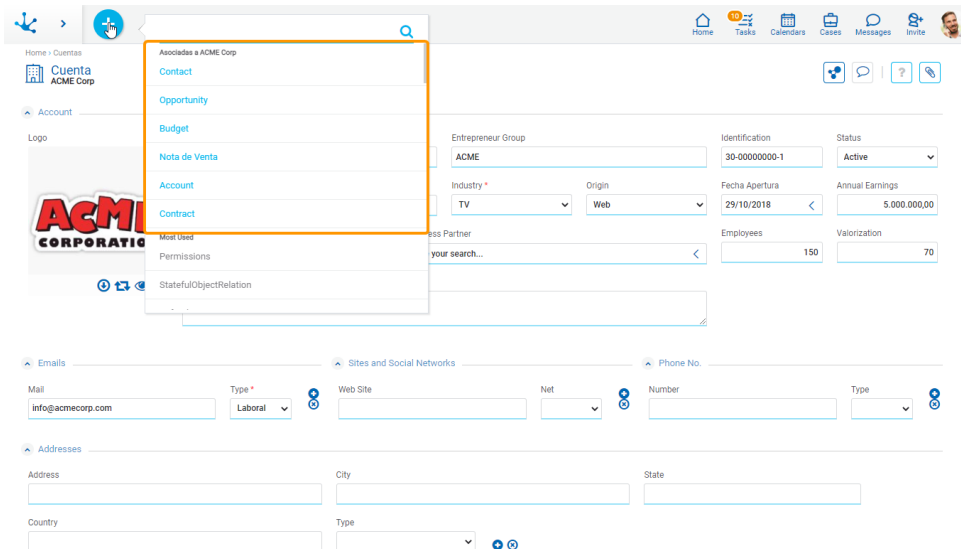 10
Home
Tasks
Calendars
Cases
Messages
Invite
Home › Cuentas
Cuenta
ACME Corp
Asociadas a ACME Corp
Contact
Opportunity
Budget
Nota de Venta
Account
Contract
Most Used
Permissions
StatefulObjectRelation
?
Account
Logo
Entrepreneur Group
Identification
Status
ACME
30-00000000-1
Active
Industry *
Origin
Fecha Apertura
Annual Earnings
TV
Web
29/10/2018
5.000.000,00
Partner
Employees
Valorization
your search...
150
70
ACME
CORPORATIO
Emails
Sites and Social Networks
Phone No.
Mail
Type *
Web Site
Net
Number
Type
info@acmecorp.com
Laboral
Addresses
Address
City
State
Country
Type